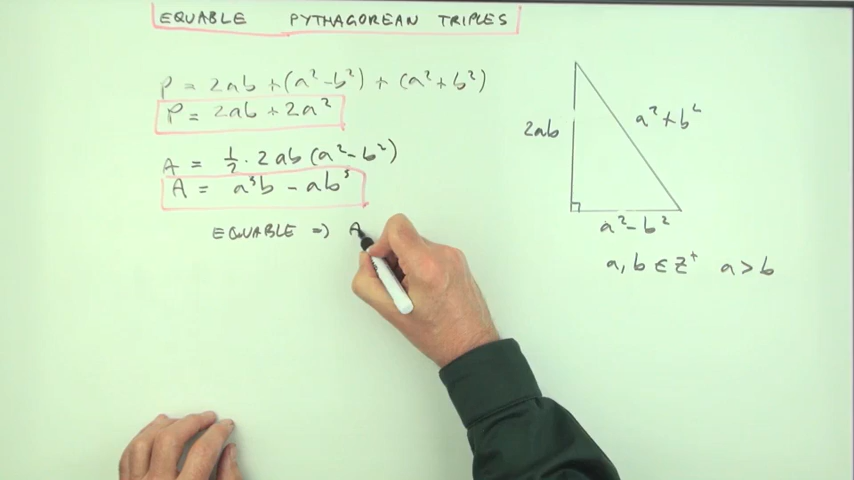 EQUABLE PYTHAGOREAN TRIPLES
P = 2ab + (a² - b²) + (a² + b²)
P = 2ab + 2a²
A = ½ · 2ab (a² - b²)
A = a³b - ab³
EQUABLE ⇒ A
2ab
a² + b²
a² - b²
a, b ∈ Z⁺ a > b